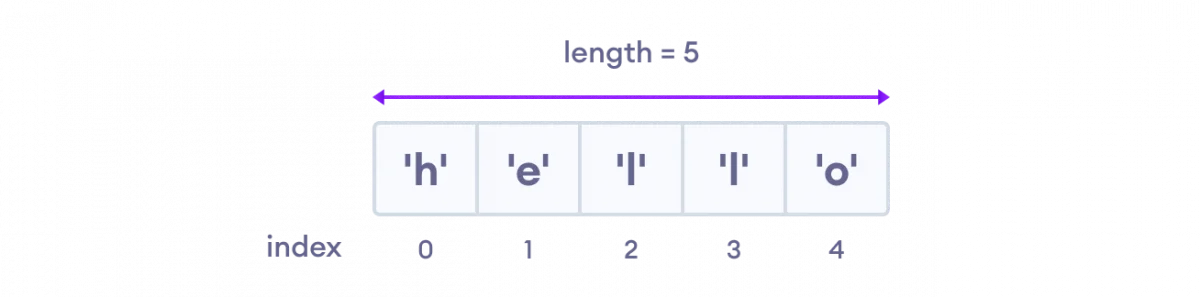 length = 5
'h' 'e' 'l' 'l' 'o'
index 0 1 2 3 4